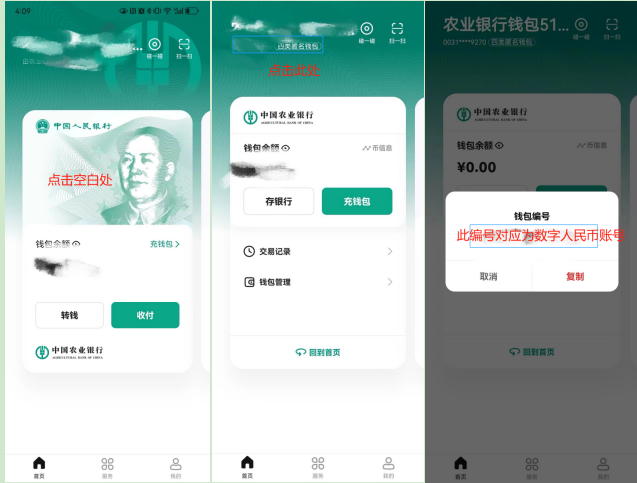 4:09
碰一碰
扫一扫
中国人民银行
点击空白处
钱包余额
充钱包 >
转钱
收付
中国农业银行
AGRICULTURAL BANK OF CHINA
首页
服务
我的
碰一碰
扫一扫
四类匿名钱包
点击此处
中国农业银行
AGRICULTURAL BANK OF CHINA
钱包余额
币信息
存银行
充钱包
交易记录
钱包管理
回到首页
首页
服务
我的
农业银行钱包51...
碰一碰
扫一扫
0031****9270 四类匿名钱包
中国农业银行
AGRICULTURAL BANK OF CHINA
钱包余额
币信息
¥0.00
钱包编号
此编号对应为数字人民币账号
取消
复制
回到首页
首页
服务
我的